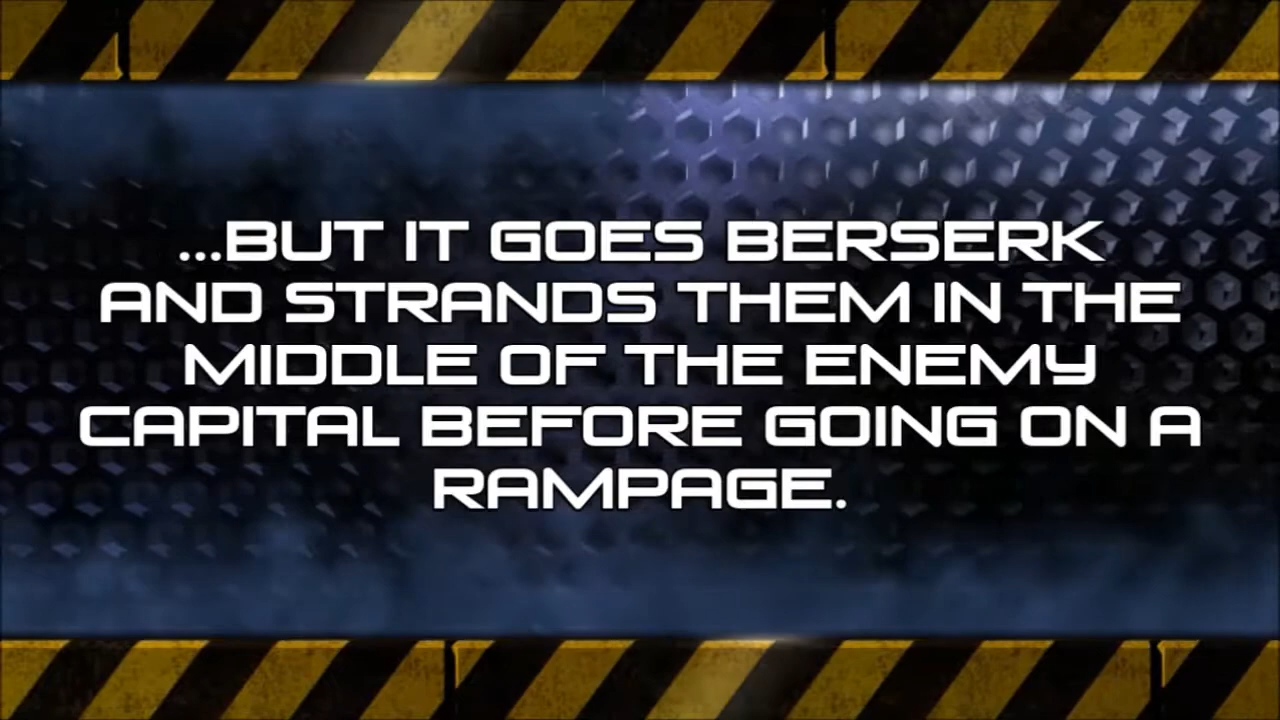 ...BUT IT GOES BERSERK
AND STRANDS THEM IN THE
MIDDLE OF THE ENEMY
CAPITAL BEFORE GOING ON A
RAMPAGE.